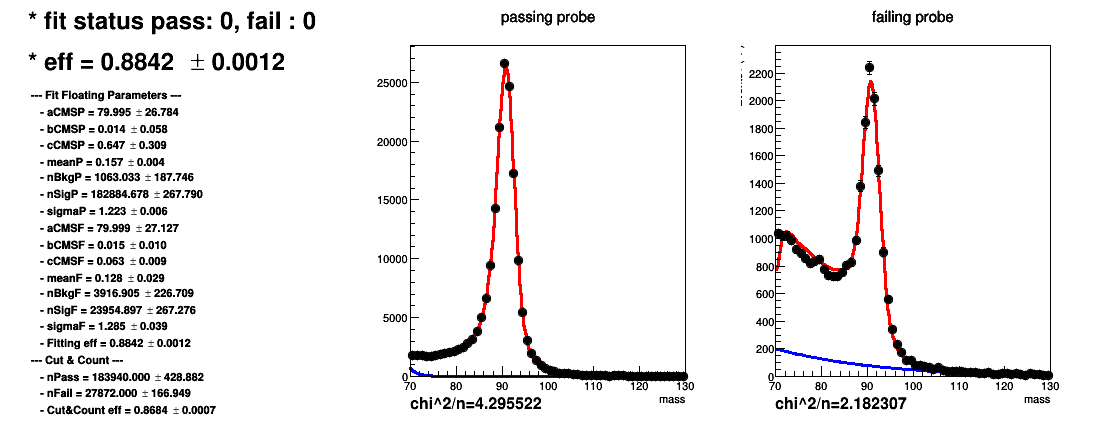 * fit status pass: 0, fail : 0
* eff = 0.8842 ± 0.0012
--- Fit Floating Parameters ---
- aCMSP = 79.995 ± 26.784
- bCMSP = 0.014 ± 0.058
- cCMSP = 0.647 ± 0.309
- meanP = 0.157 ± 0.004
- nBkgP = 1063.033 ± 187.746
- nSigP = 182884.678 ± 267.790
- sigmaP = 1.223 ± 0.006
- aCMSF = 79.999 ± 27.127
- bCMSF = 0.015 ± 0.010
- cCMSF = 0.063 ± 0.009
- meanF = 0.128 ± 0.029
- nBkgF = 3916.905 ± 226.709
- nSigF = 23954.897 ± 267.276
- sigmaF = 1.285 ± 0.039
- Fitting eff = 0.8842 ± 0.0012
--- Cut & Count ---
- nPass = 183940.000 ± 428.882
- nFail = 27872.000 ± 166.949
- Cut&Count eff = 0.8684 ± 0.0007
passing probe
25000
20000
15000
10000
5000
0
70 80 90 100 110 120 130
mass
chi^2/n=4.295522
failing probe
2200
2000
1800
1600
1400
1200
1000
800
600
400
200
0
70 80 90 100 110 120 130
mass
chi^2/n=2.182307